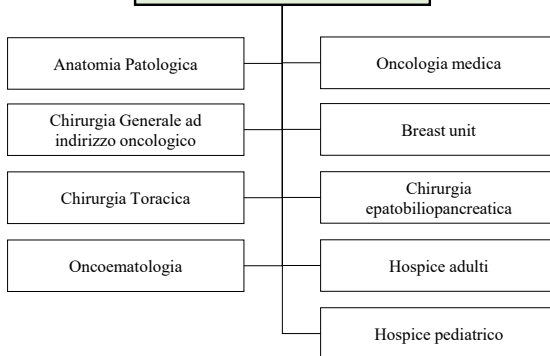 Anatomia Patologica
Oncologia medica
Chirurgia Generale ad
indirizzo oncologico
Breast unit
Chirurgia Toracica
Chirurgia
epatobiliopancreatica
Oncoematologia
Hospice adulti
Hospice pediatrico